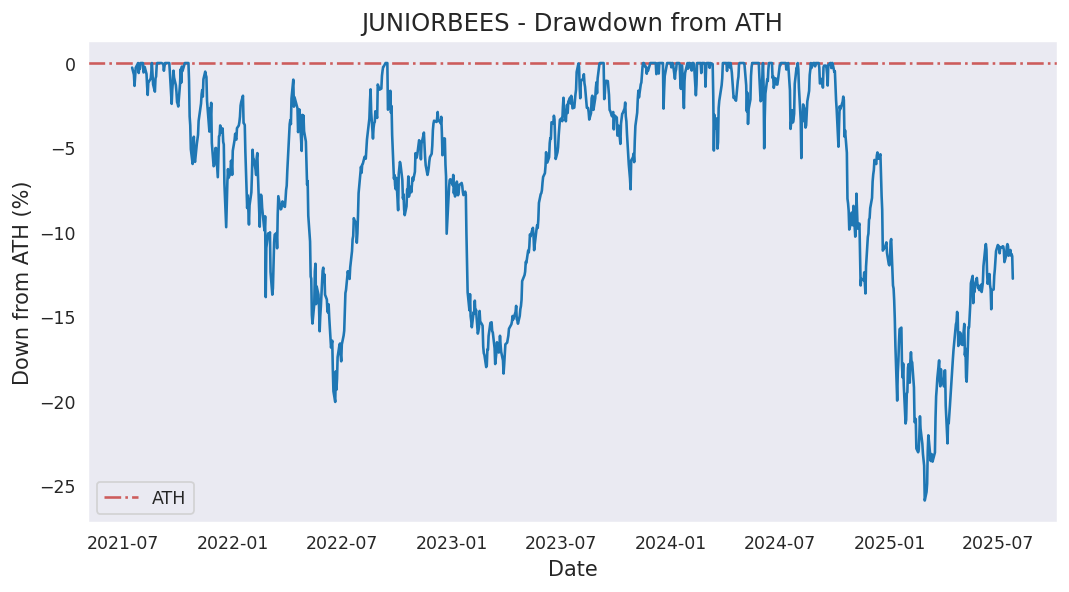 JUNIORBEES - Drawdown from ATH
Down from ATH (%)
0
−5
−10
−15
−20
−25
ATH
2021-07 2022-01 2022-07 2023-01 2023-07 2024-01 2024-07 2025-01 2025-07
Date